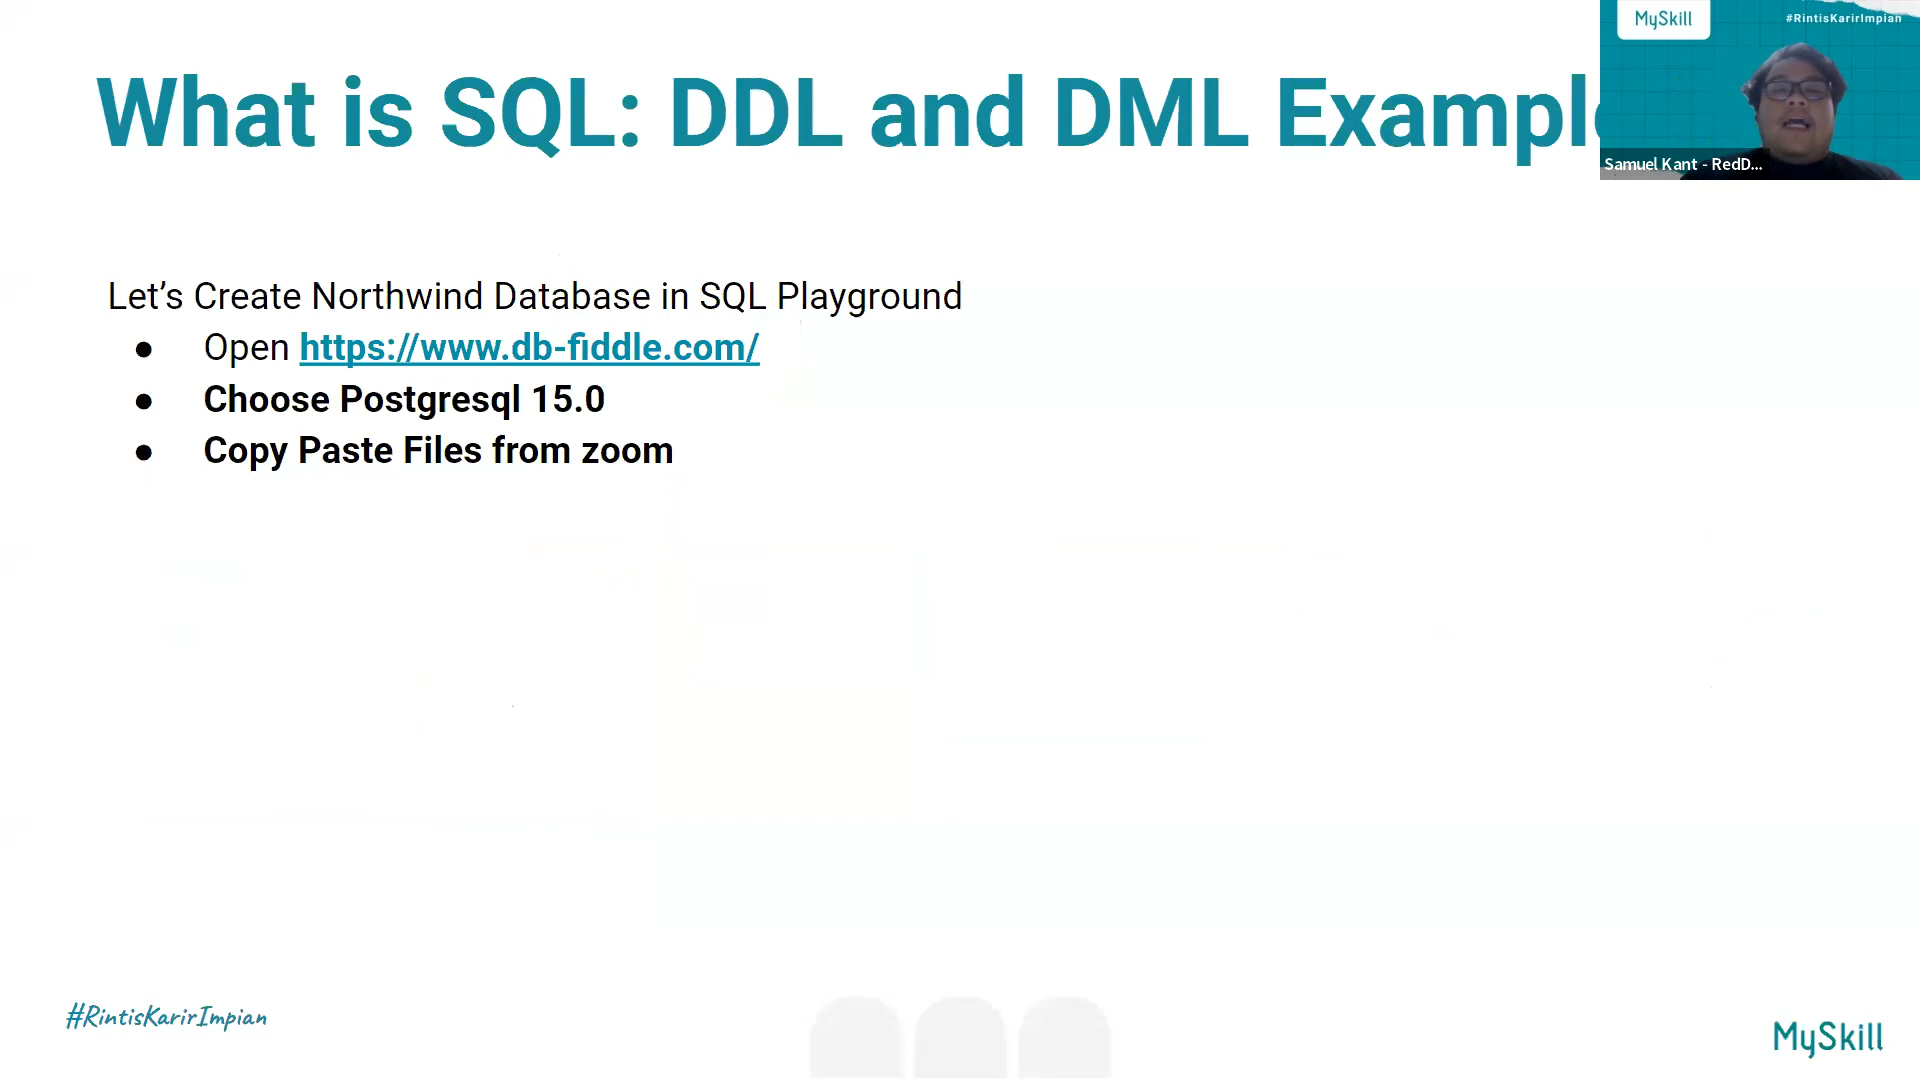 MySkill
#RintisKarirImpian
What is SQL: DDL and DML Exampl
Samuel Kant - RedD...
Let’s Create Northwind Database in SQL Playground
● Open https://www.db-fiddle.com/
● Choose Postgresql 15.0
● Copy Paste Files from zoom
#RintisKarirImpian
MySkill